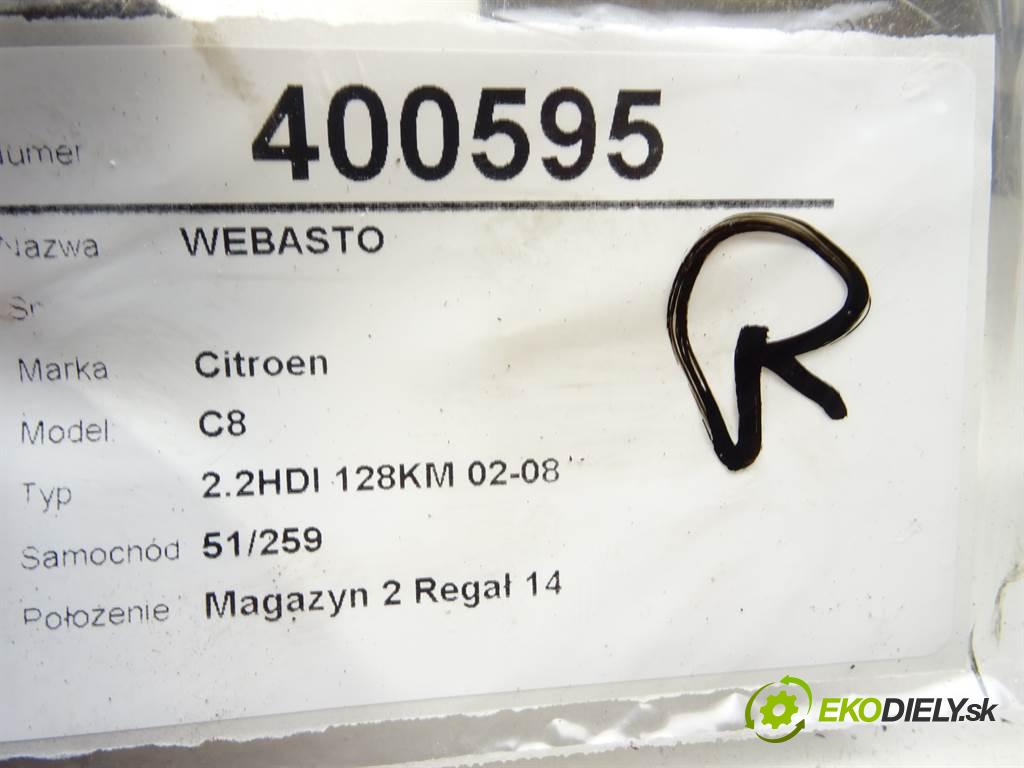 Numer 400595
Nazwa WEBASTO
Marka Citroen
Model: C8
Typ 2.2HDI 128KM 02-08
Samochód 51/259
Położenie Magazyn 2 Regał 14
R
EKODIELY.sk